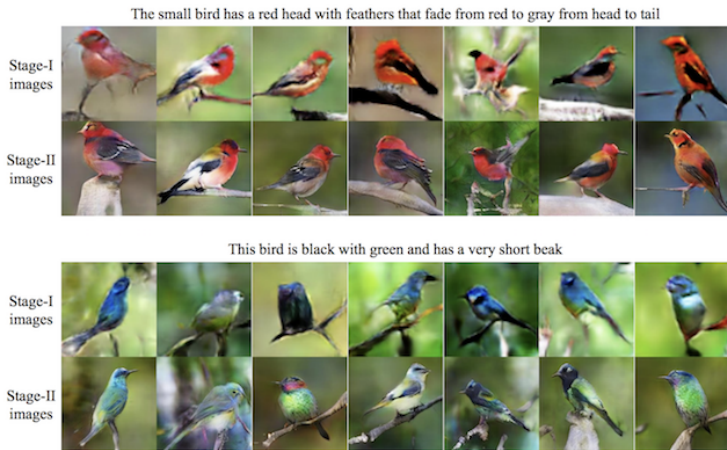 The small bird has a red head with feathers that fade from red to gray from head to tail
Stage-I
images
Stage-II
images
This bird is black with green and has a very short beak
Stage-I
images
Stage-II
images